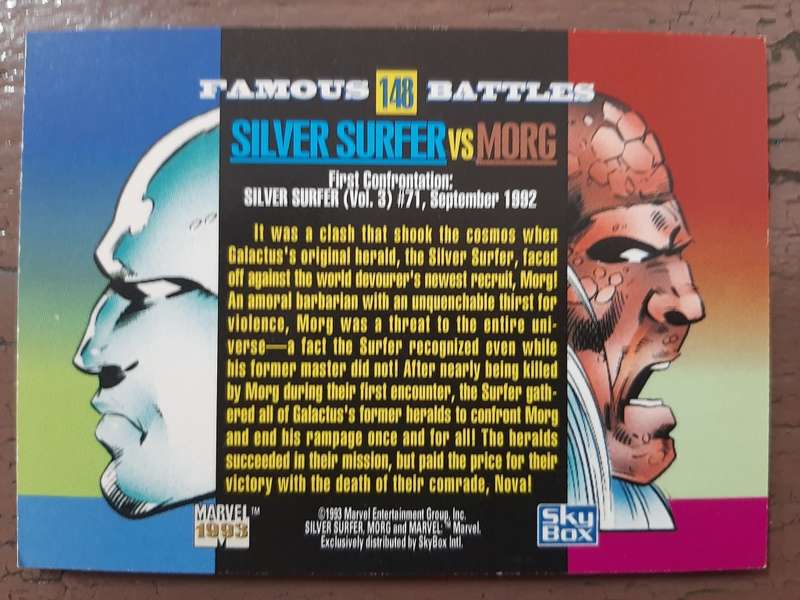 FAMOUS 148 BATTLES
SILVER SURFER VS MORG
First Confrontation:
SILVER SURFER (Vol. 3) #71, September 1992
It was a clash that shook the cosmos when
Galactus's original herald, the Silver Surfer, faced
off against the world devourer's newest recruit, Morg!
An amoral barbarian with an unquenchable thirst for
violence, Morg was a threat to the entire uni-
verse—a fact the Surfer recognized even while
his former master did not! After nearly being killed
by Morg during their first encounter, the Surfer gath-
ered all of Galactus's former heralds to confront Morg
and end his rampage once and for all! The heralds
succeeded in their mission, but paid the price for their
victory with the death of their comrade, Nova!
MARVEL™
1993
©1993 Marvel Entertainment Group, Inc.
SILVER SURFER, MORG and MARVEL: ™ Marvel.
Exclusively distributed by SkyBox Intl.
SKY
BOX